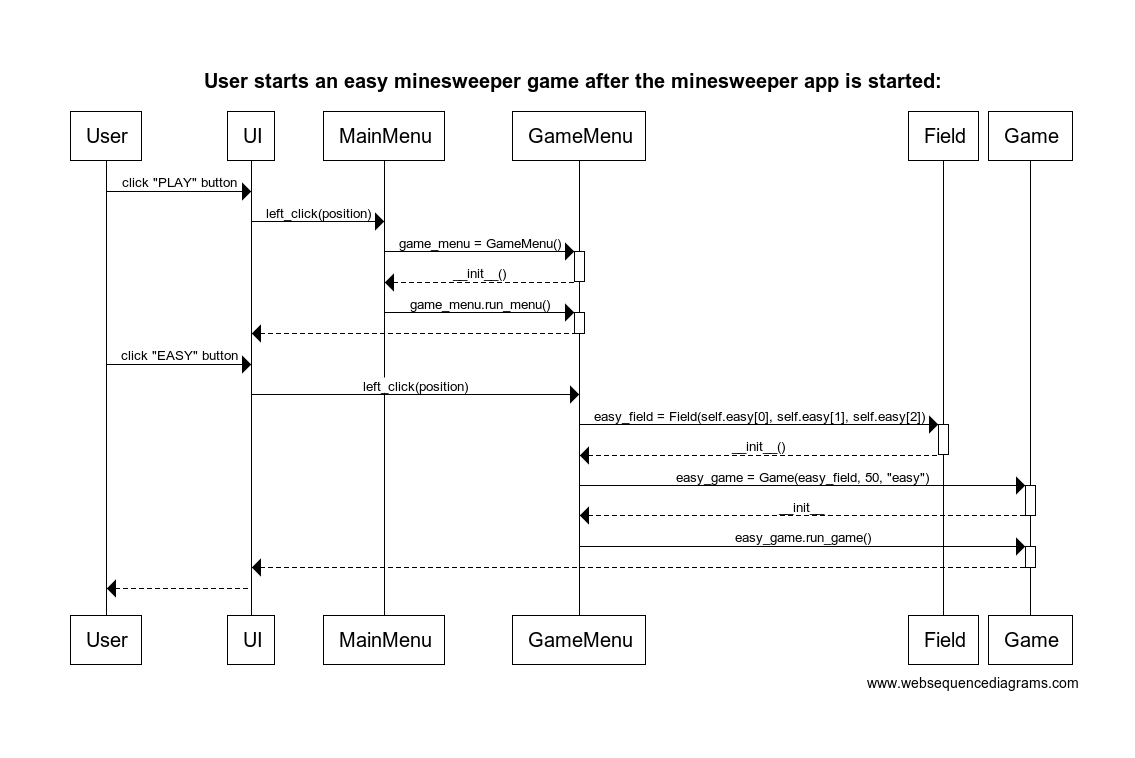 User starts an easy minesweeper game after the minesweeper app is started:
User UI MainMenu GameMenu Field Game
click "PLAY" button
left_click(position)
game_menu = GameMenu()
__init__()
game_menu.run_menu()
click "EASY" button
left_click(position)
easy_field = Field(self.easy[0], self.easy[1], self.easy[2])
__init__()
easy_game = Game(easy_field, 50, "easy")
__init__
easy_game.run_game()
User UI MainMenu GameMenu Field Game
www.websequencediagrams.com